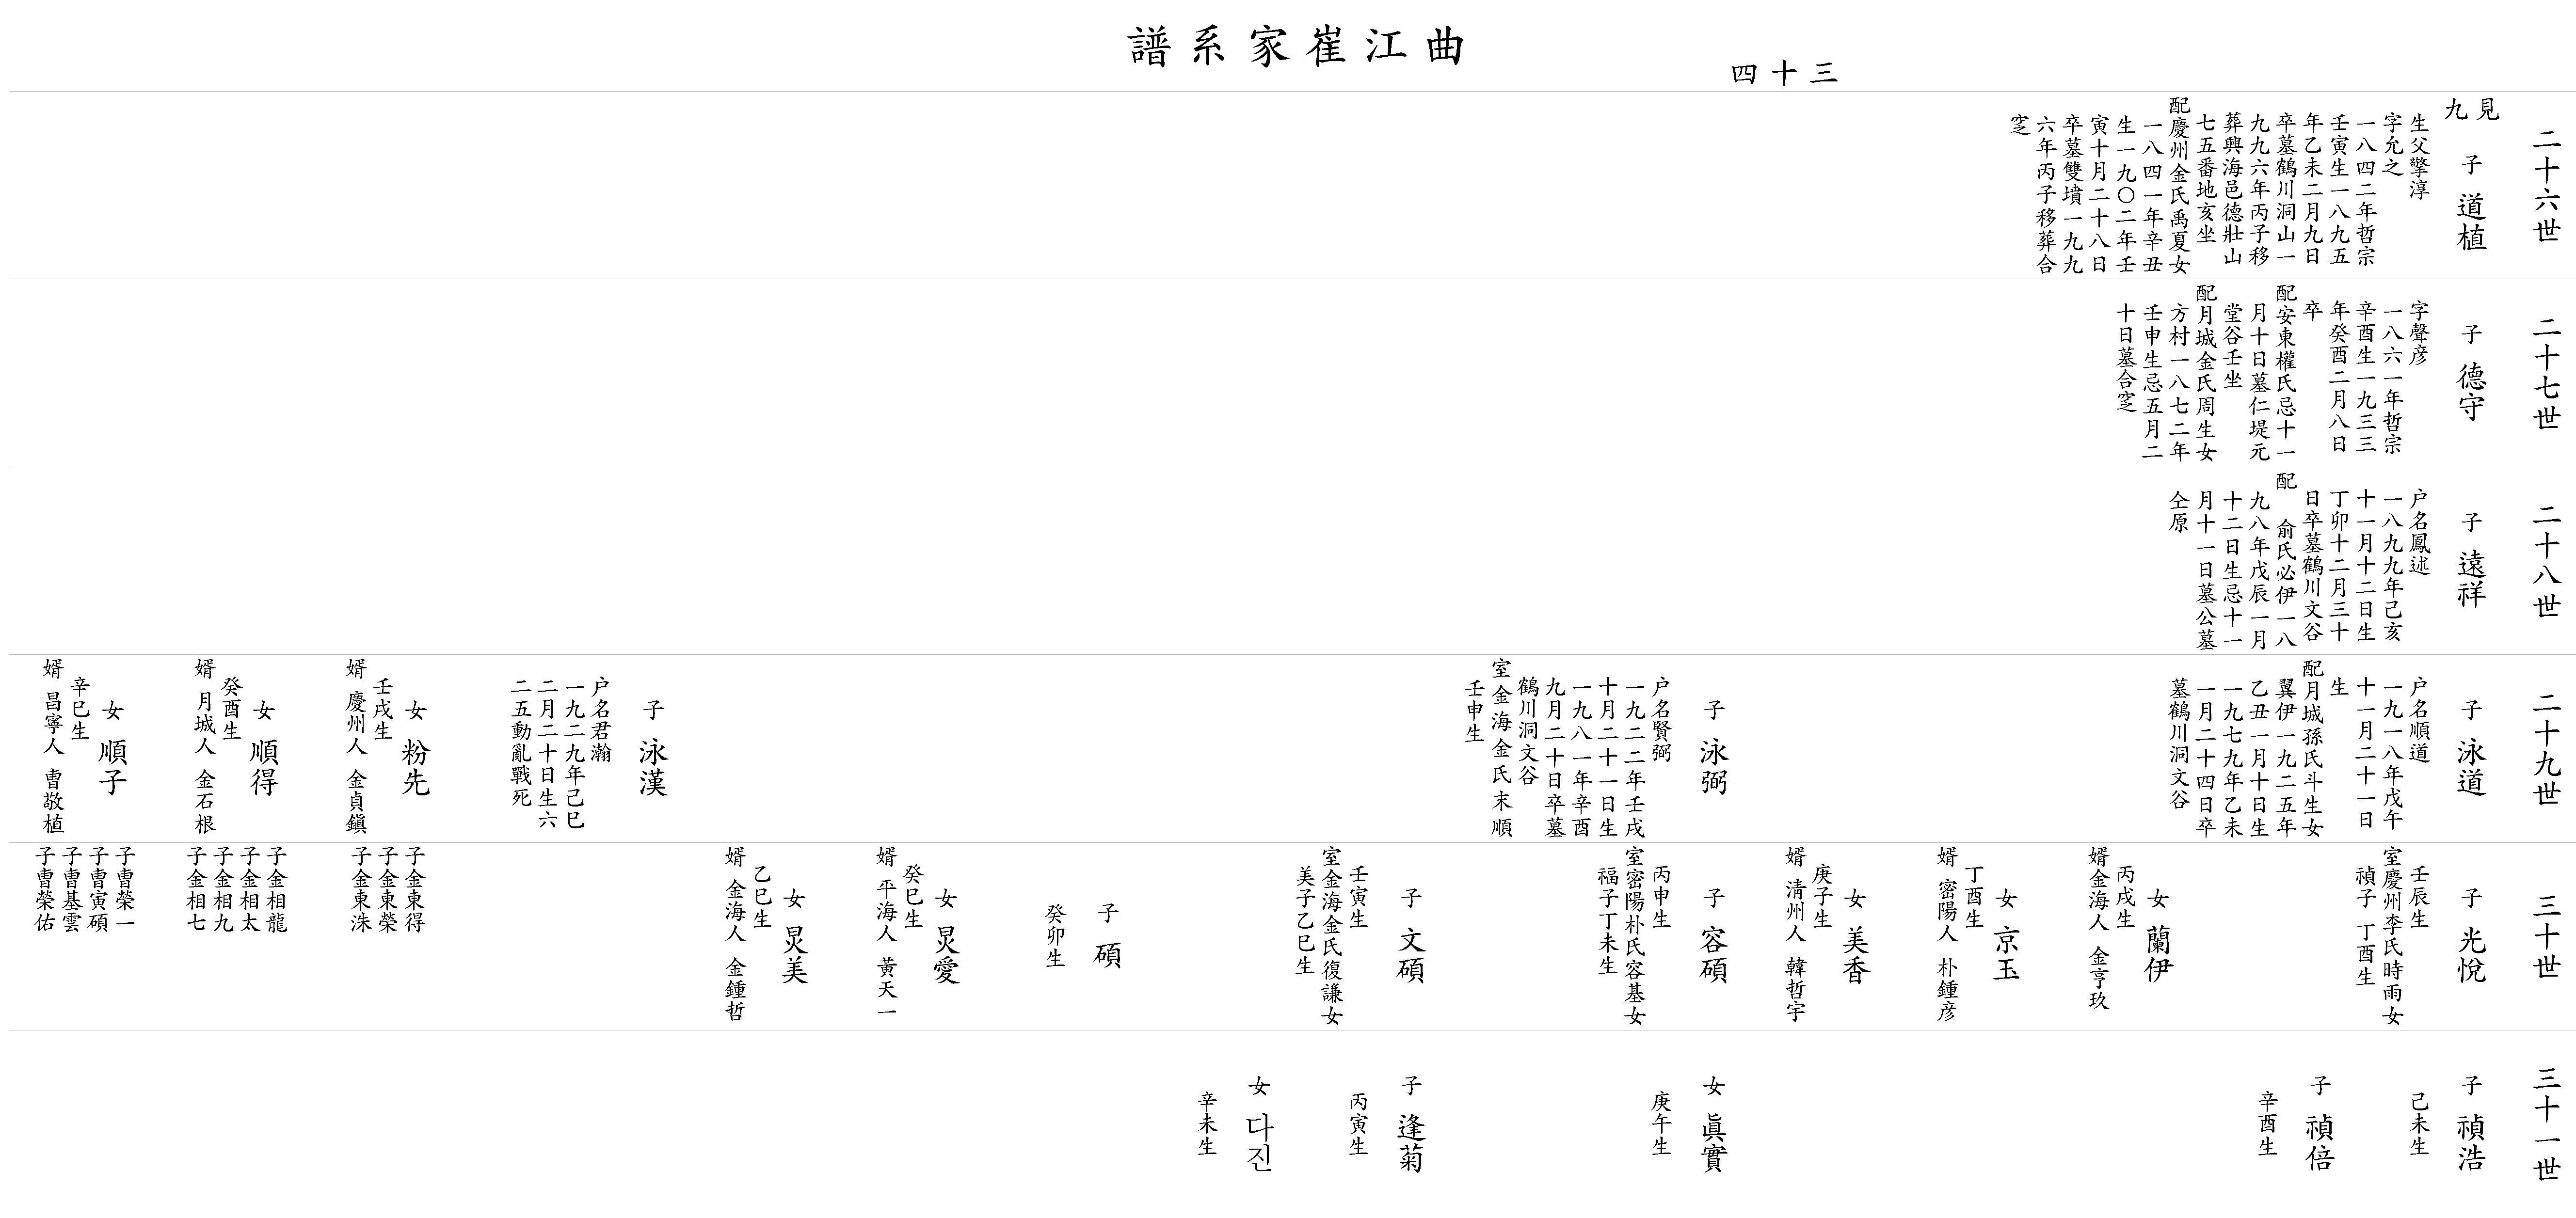 曲江崔家系譜
三十四
二十六世
見九
子 道植
生父擎淳
字允之
一八四二年哲宗
壬寅生一八九五
年乙未二月九日
卒墓鶴川洞山一
九九六年丙子移
葬興海邑德壯山
七五番地亥坐
配慶州金氏禹夏女
一八四一年辛丑
生一九〇二年壬
寅十月二十八日
卒墓雙墳一九九
六年丙子移葬合
窆
二十七世
子 德守
字聲彦
一八六一年哲宗
辛酉生一九三三
年癸酉二月八日
卒
配安東權氏忌十一
月十日墓仁堤元
堂谷壬坐
配月城金氏周生女
方村一八七二年
壬申生忌五月二
十日墓合窆
二十八世
子 遠祥
户名鳳述
一八九九年己亥
十一月十二日生
丁卯十二月三十
日卒墓鶴川文谷
配 俞氏必伊一八
九八年戊辰一月
十二日生忌十一
月十一日墓公墓
仝原
二十九世
子 泳道
户名順道
一九一八年戊午
十一月二十一日
生
配月城孫氏斗生女
翼伊一九二五年
乙丑一月十日生
一九七九年乙未
一月二十四日卒
墓鶴川洞文谷
子 泳弼
户名賢弼
一九二二年壬戌
十月二十一日生
一九八一年辛酉
九月二十日卒墓
鶴川洞文谷
室金海金氏末順
壬申生
子 泳漢
户名君瀚
一九二九年己巳
二月二十日生六
二五動亂戰死
女 粉先
壬戌生
婿 慶州人 金貞鎭
女 順得
癸酉生
婿 月城人 金石根
女 順子
辛巳生
婿 昌寧人 曺敬植
三十世
子 光悅
壬辰生
室慶州李氏時雨女
禎子 丁酉生
女 蘭伊
丙戌生
婿金海人 金亨玖
女 京玉
丁酉生
婿 密陽人 朴鍾彦
女 美香
庚子生
婿 清州人 韓哲宇
子 容碩
丙申生
室密陽朴氏容基女
福子丁未生
子 文碩
壬寅生
室金海金氏復謙女
美子乙巳生
子 碩
癸卯生
女 炅愛
癸巳生
婿 平海人 黃天一
女 炅美
乙巳生
婿 金海人 金鍾哲
子金東得
子金東榮
子金東洙
子金相龍
子金相太
子金相九
子金相七
子曺榮一
子曺寅碩
子曺基雲
子曺榮佑
三十一世
子 禎浩
己未生
子 禎倍
辛酉生
女 眞實
庚午生
子 逢菊
丙寅生
女 다진
辛未生